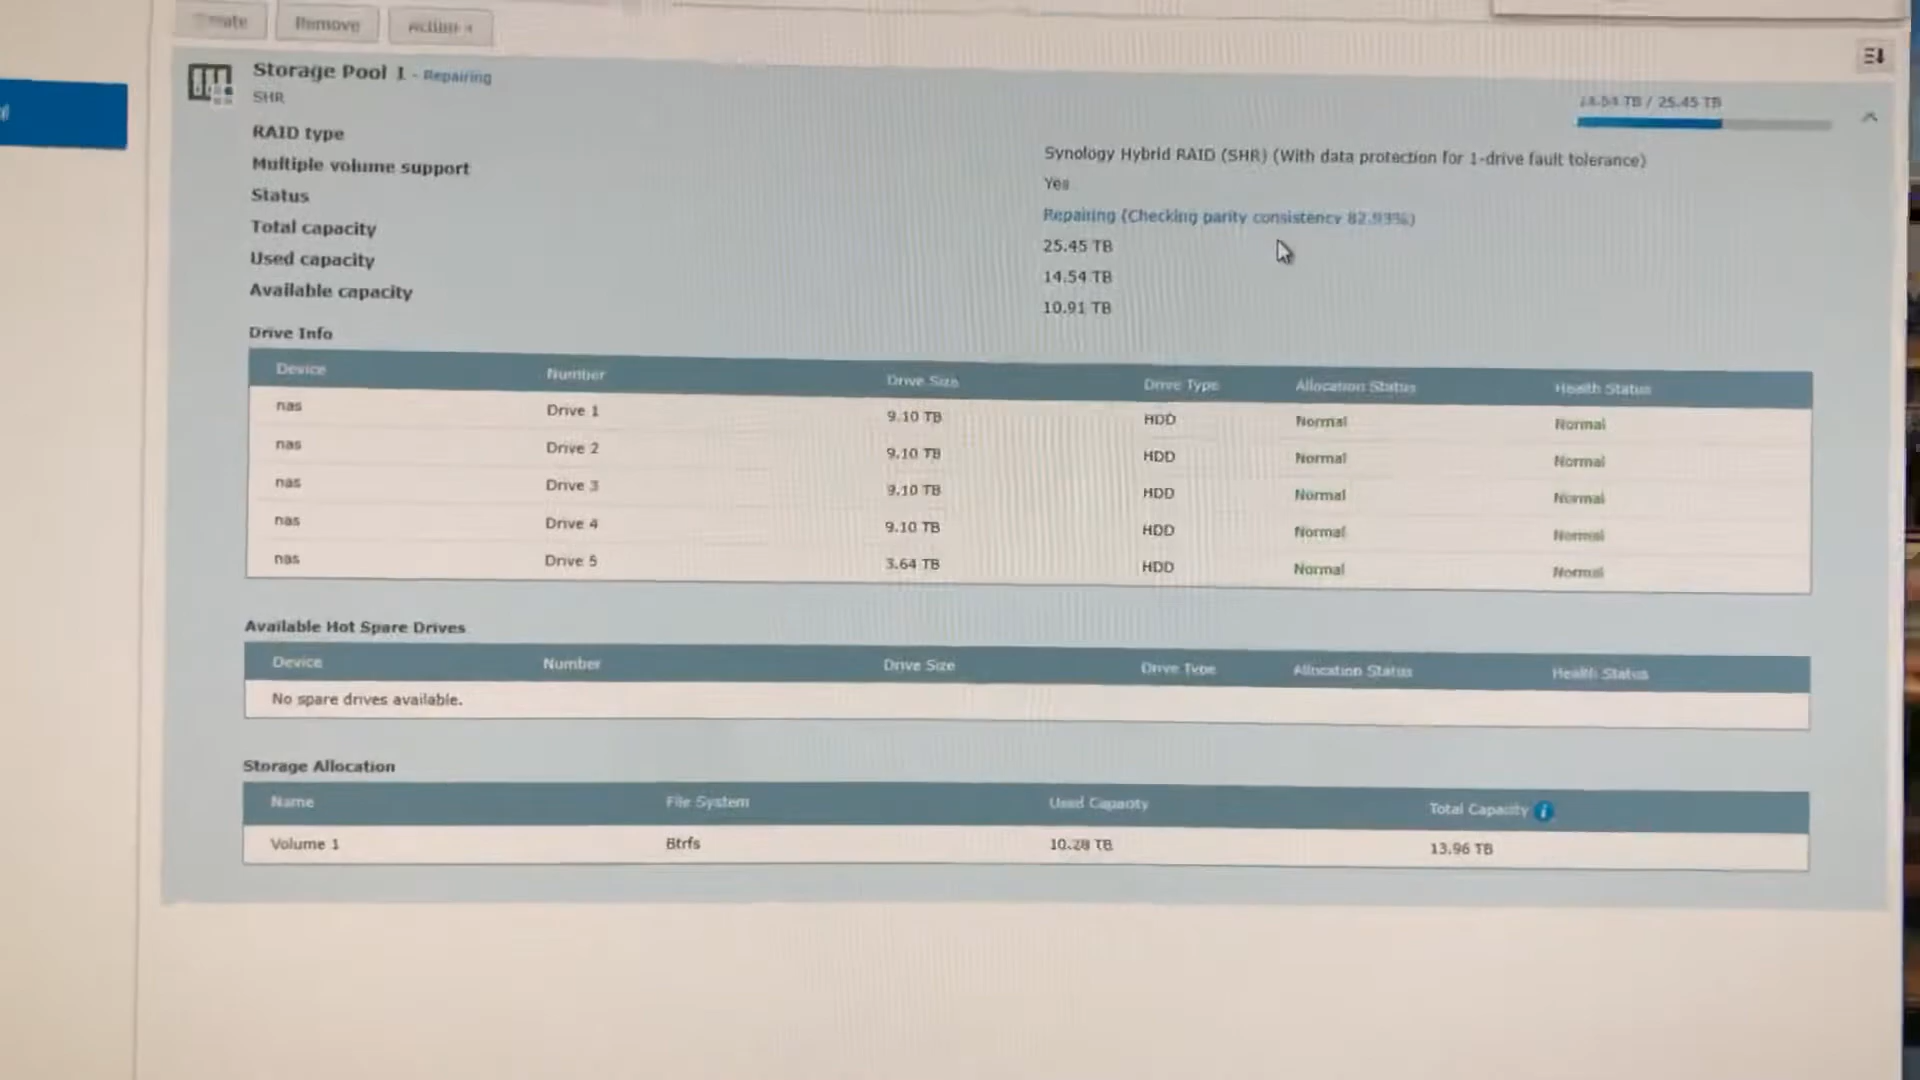 Remove
Action
Storage Pool 1 - Repairing
SHR
14.54 TB / 25.45 TB
RAID type
Synology Hybrid RAID (SHR) (With data protection for 1-drive fault tolerance)
Multiple volume support
Yes
Status
Repairing (Checking parity consistency 82.93%)
Total capacity
25.45 TB
Used capacity
14.54 TB
Available capacity
10.91 TB
Drive Info
Device Number Drive Size Drive Type Allocation Status Health Status
nas Drive 1 9.10 TB HDD Normal Normal
nas Drive 2 9.10 TB HDD Normal Normal
nas Drive 3 9.10 TB HDD Normal Normal
nas Drive 4 9.10 TB HDD Normal Normal
nas Drive 5 3.64 TB HDD Normal Normal
Available Hot Spare Drives
Device Number Drive Size Drive Type Allocation Status Health Status
No spare drives available.
Storage Allocation
Name File System Used Capacity Total Capacity i
Volume 1 Btrfs 10.28 TB 13.96 TB